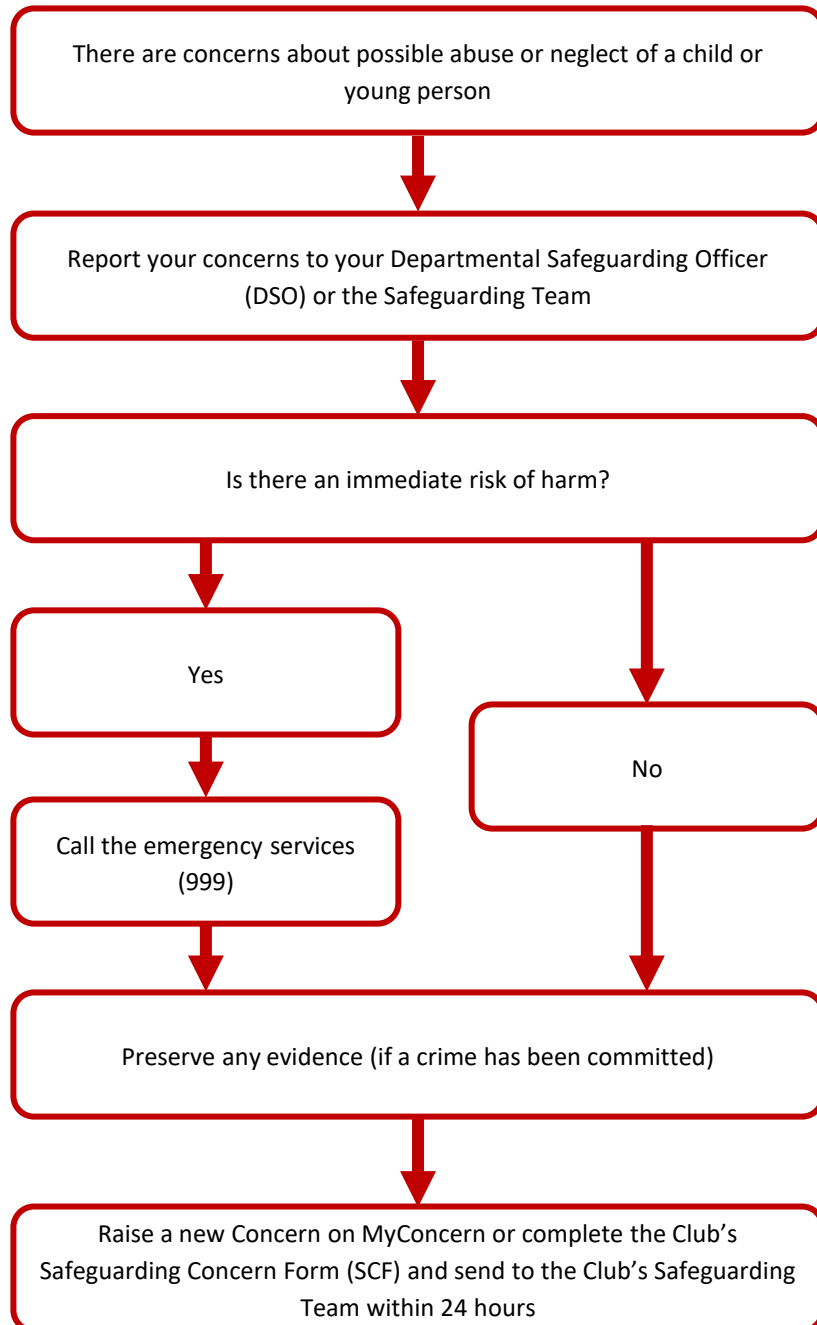 There are concerns about possible abuse or neglect of a child or
young person
Report your concerns to your Departmental Safeguarding Officer
(DSO) or the Safeguarding Team
Is there an immediate risk of harm?
Yes
No
Call the emergency services
(999)
Preserve any evidence (if a crime has been committed)
Raise a new Concern on MyConcern or complete the Club’s
Safeguarding Concern Form (SCF) and send to the Club’s Safeguarding
Team within 24 hours